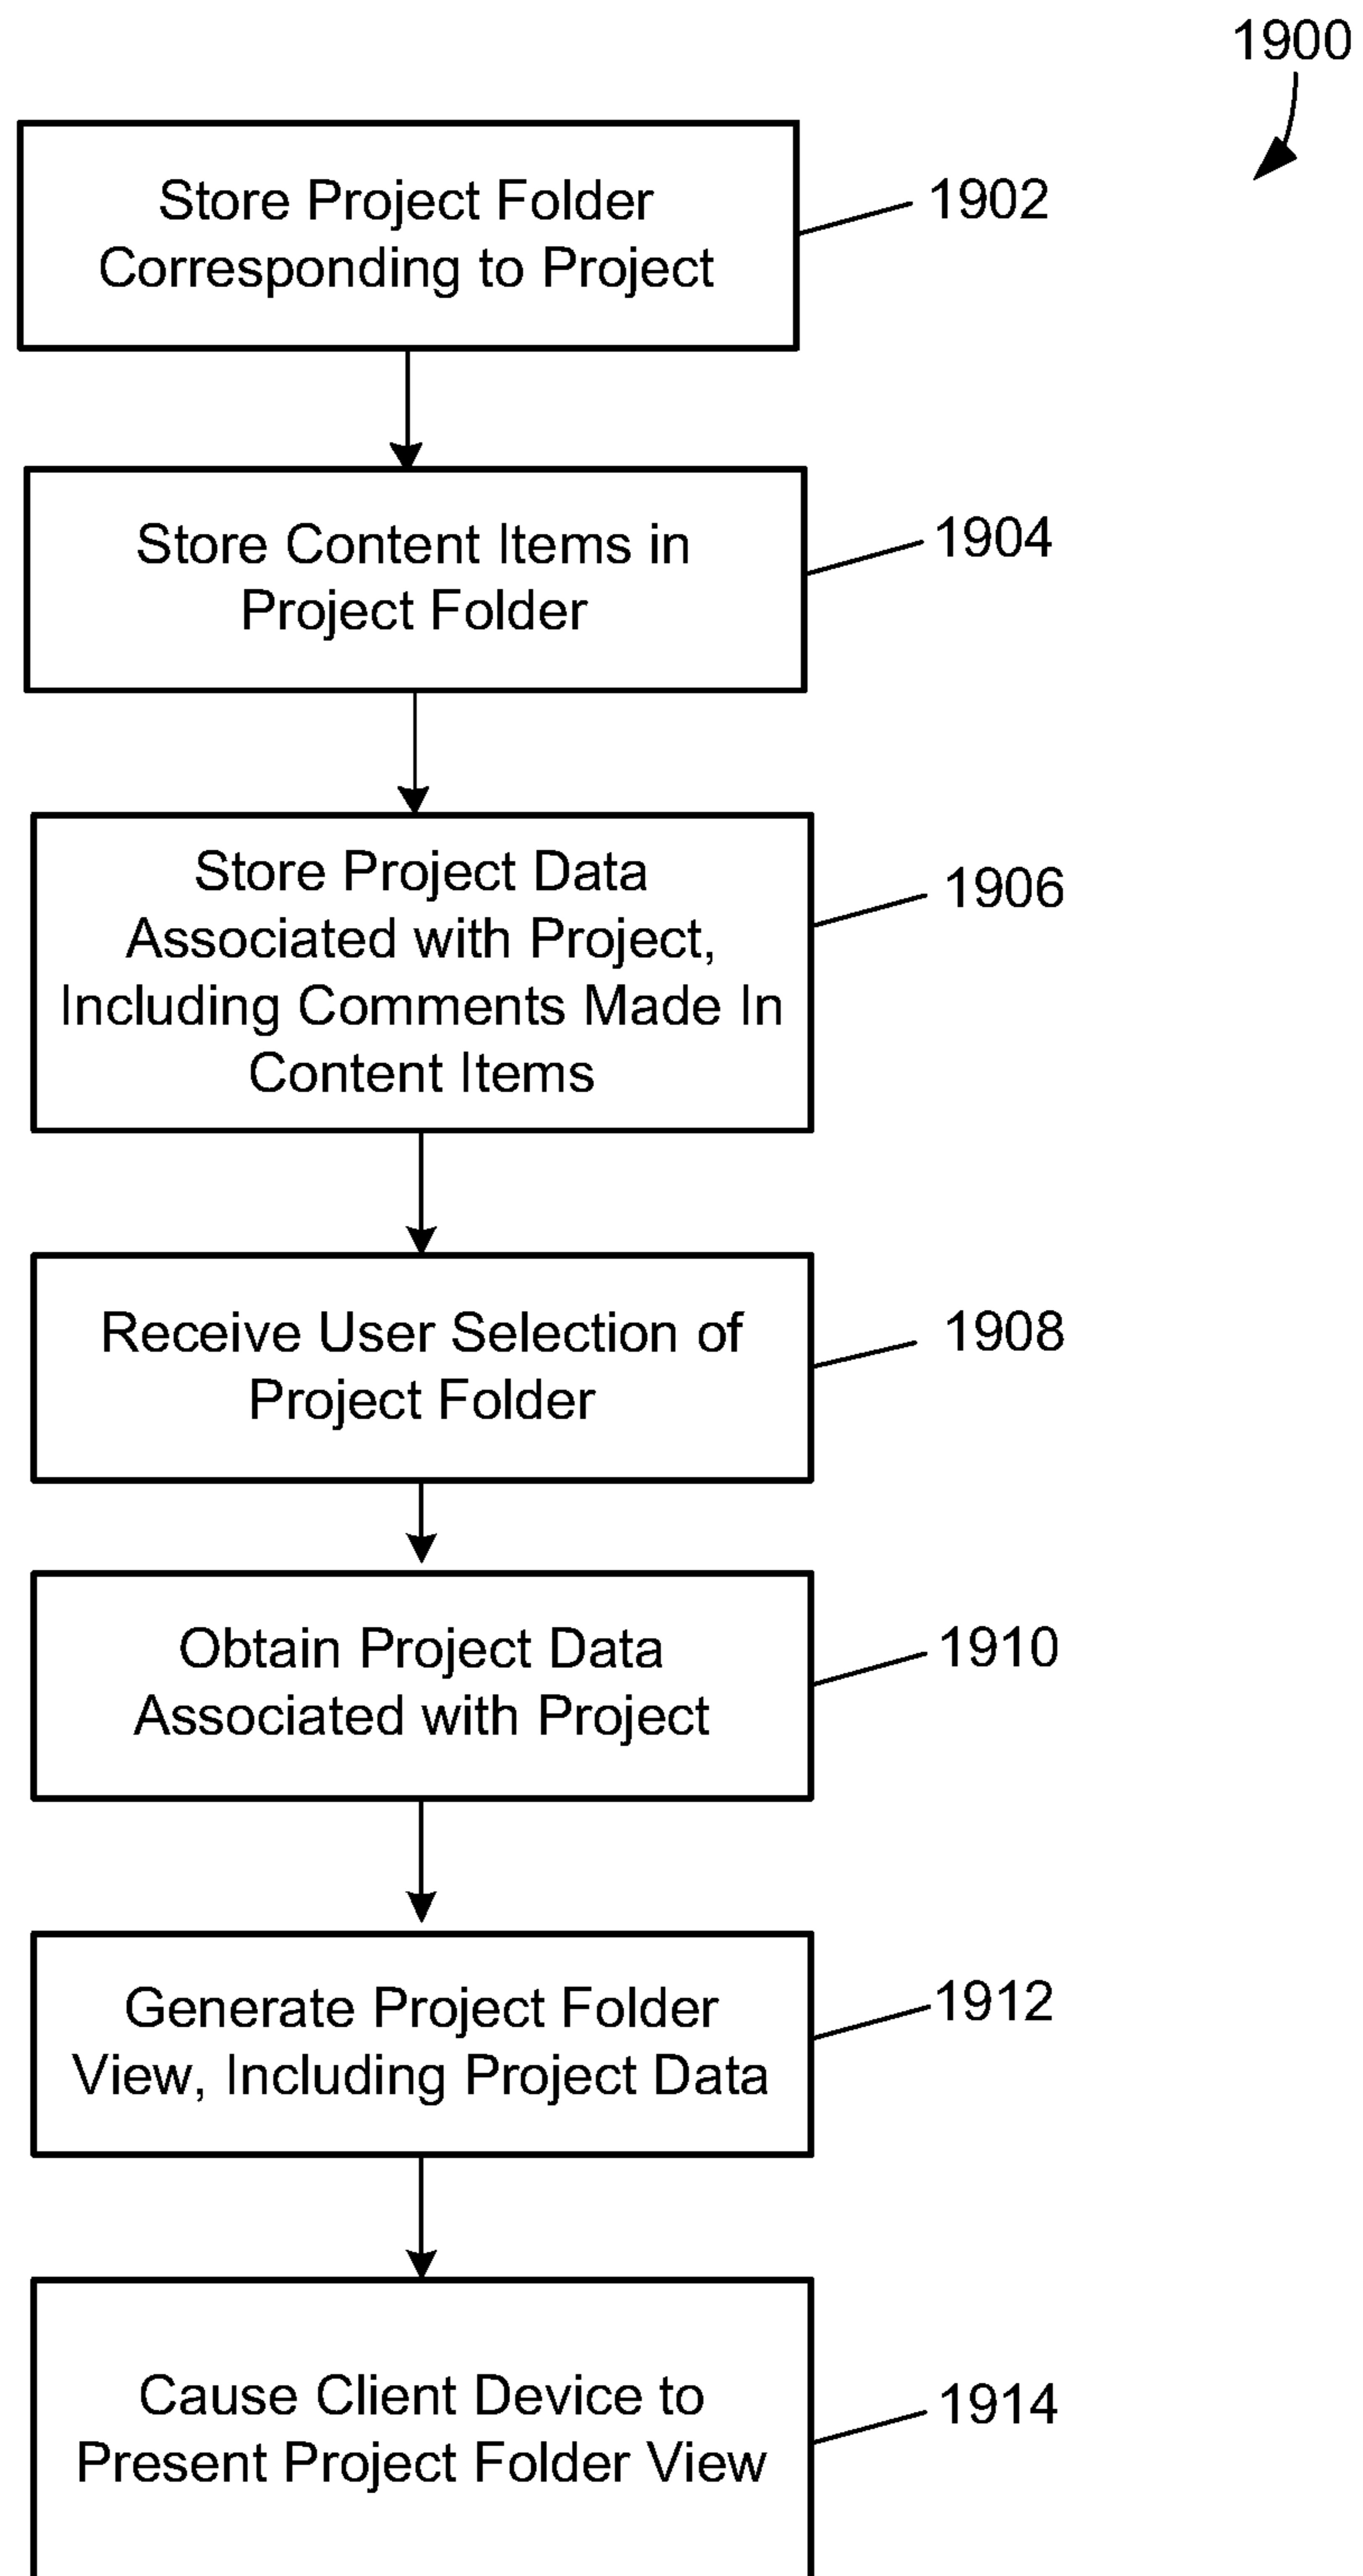 1900
Store Project Folder
Corresponding to Project
1902
Store Content Items in
Project Folder
1904
Store Project Data
Associated with Project,
Including Comments Made In
Content Items
1906
Receive User Selection of
Project Folder
1908
Obtain Project Data
Associated with Project
1910
Generate Project Folder
View, Including Project Data
1912
Cause Client Device to
Present Project Folder View
1914